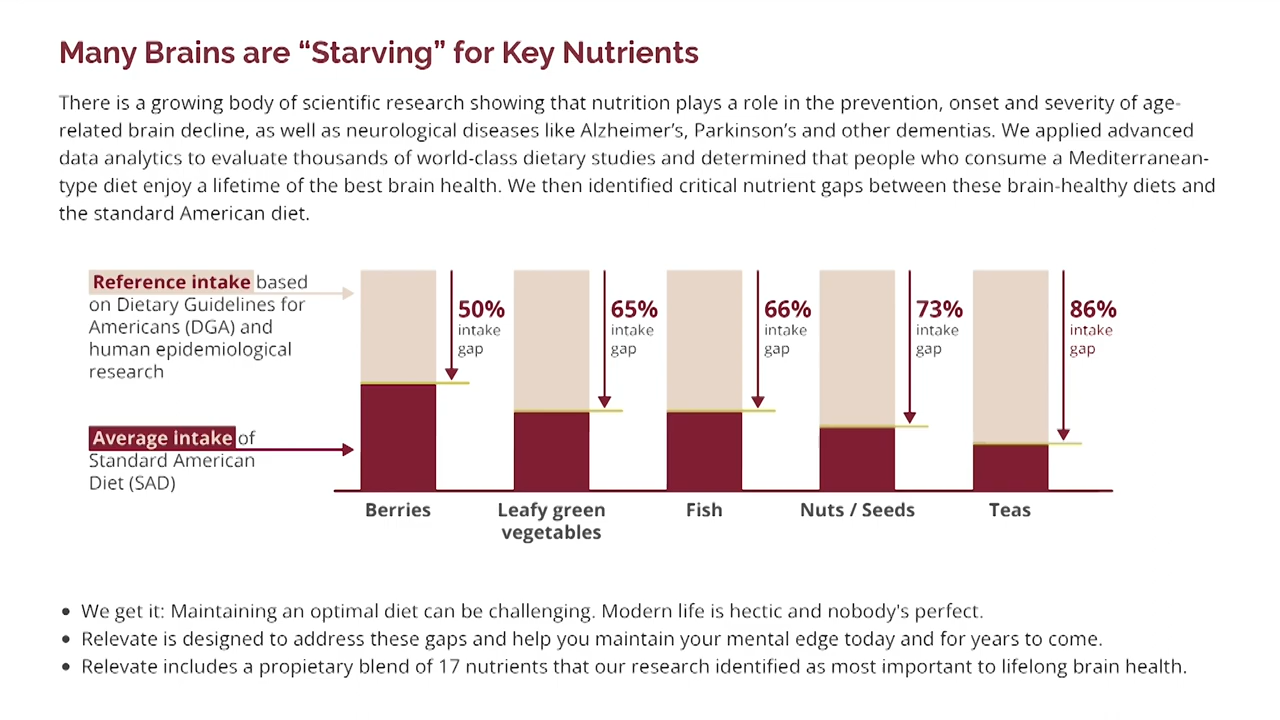 Many Brains are “Starving” for Key Nutrients
There is a growing body of scientific research showing that nutrition plays a role in the prevention, onset and severity of age-
related brain decline, as well as neurological diseases like Alzheimer’s, Parkinson’s and other dementias. We applied advanced
data analytics to evaluate thousands of world-class dietary studies and determined that people who consume a Mediterranean-
type diet enjoy a lifetime of the best brain health. We then identified critical nutrient gaps between these brain-healthy diets and
the standard American diet.
Reference intake based
on Dietary Guidelines for
Americans (DGA) and
human epidemiological
research
Average intake of
Standard American
Diet (SAD)
50%
intake
gap
65%
intake
gap
66%
intake
gap
73%
intake
gap
86%
intake
gap
Berries
Leafy green
vegetables
Fish
Nuts / Seeds
Teas
• We get it: Maintaining an optimal diet can be challenging. Modern life is hectic and nobody's perfect.
• Relevate is designed to address these gaps and help you maintain your mental edge today and for years to come.
• Relevate includes a propietary blend of 17 nutrients that our research identified as most important to lifelong brain health.